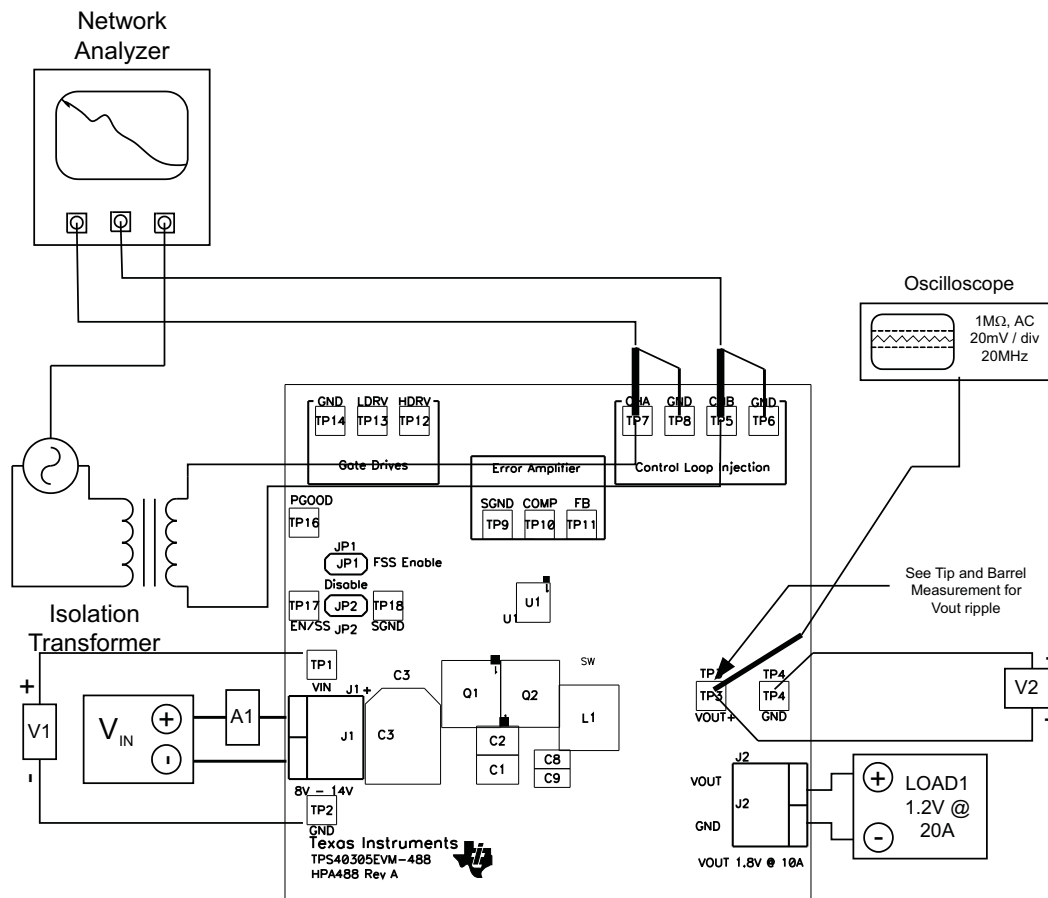 Network
Analyzer
Oscilloscope
1MΩ, AC
20mV / div
20MHz
GND LDRV HDRV
TP14 TP13 TP12
Gate Drives
CHA GND CHB GND
TP7 TP8 TP5 TP6
Control Loop Injection
Error Amplifier
SGND COMP FB
TP9 TP10 TP11
PGOOD
TP16
JP1
JP1 FSS Enable
Disable
TP17 JP2 TP18
EN/SS JP2 SGND
U1
U1
See Tip and Barrel
Measurement for
Vout ripple
Isolation
Transformer
TP1
VIN
+
V1
-
VIN
+
-
A1
J1 +
J1
C3
C3
1
Q1 Q2
SW
L1
C2
C1
C8
C9
TP3 TP4
TP3 TP4
VOUT+ GND
V2
-
8V - 14V
TP2
GND
J2
VOUT
J2
GND
+
-
LOAD1
1.2V @
20A
Texas Instruments
TPS40305EVM-488
HPA488 Rev A
VOUT 1.8V @ 10A